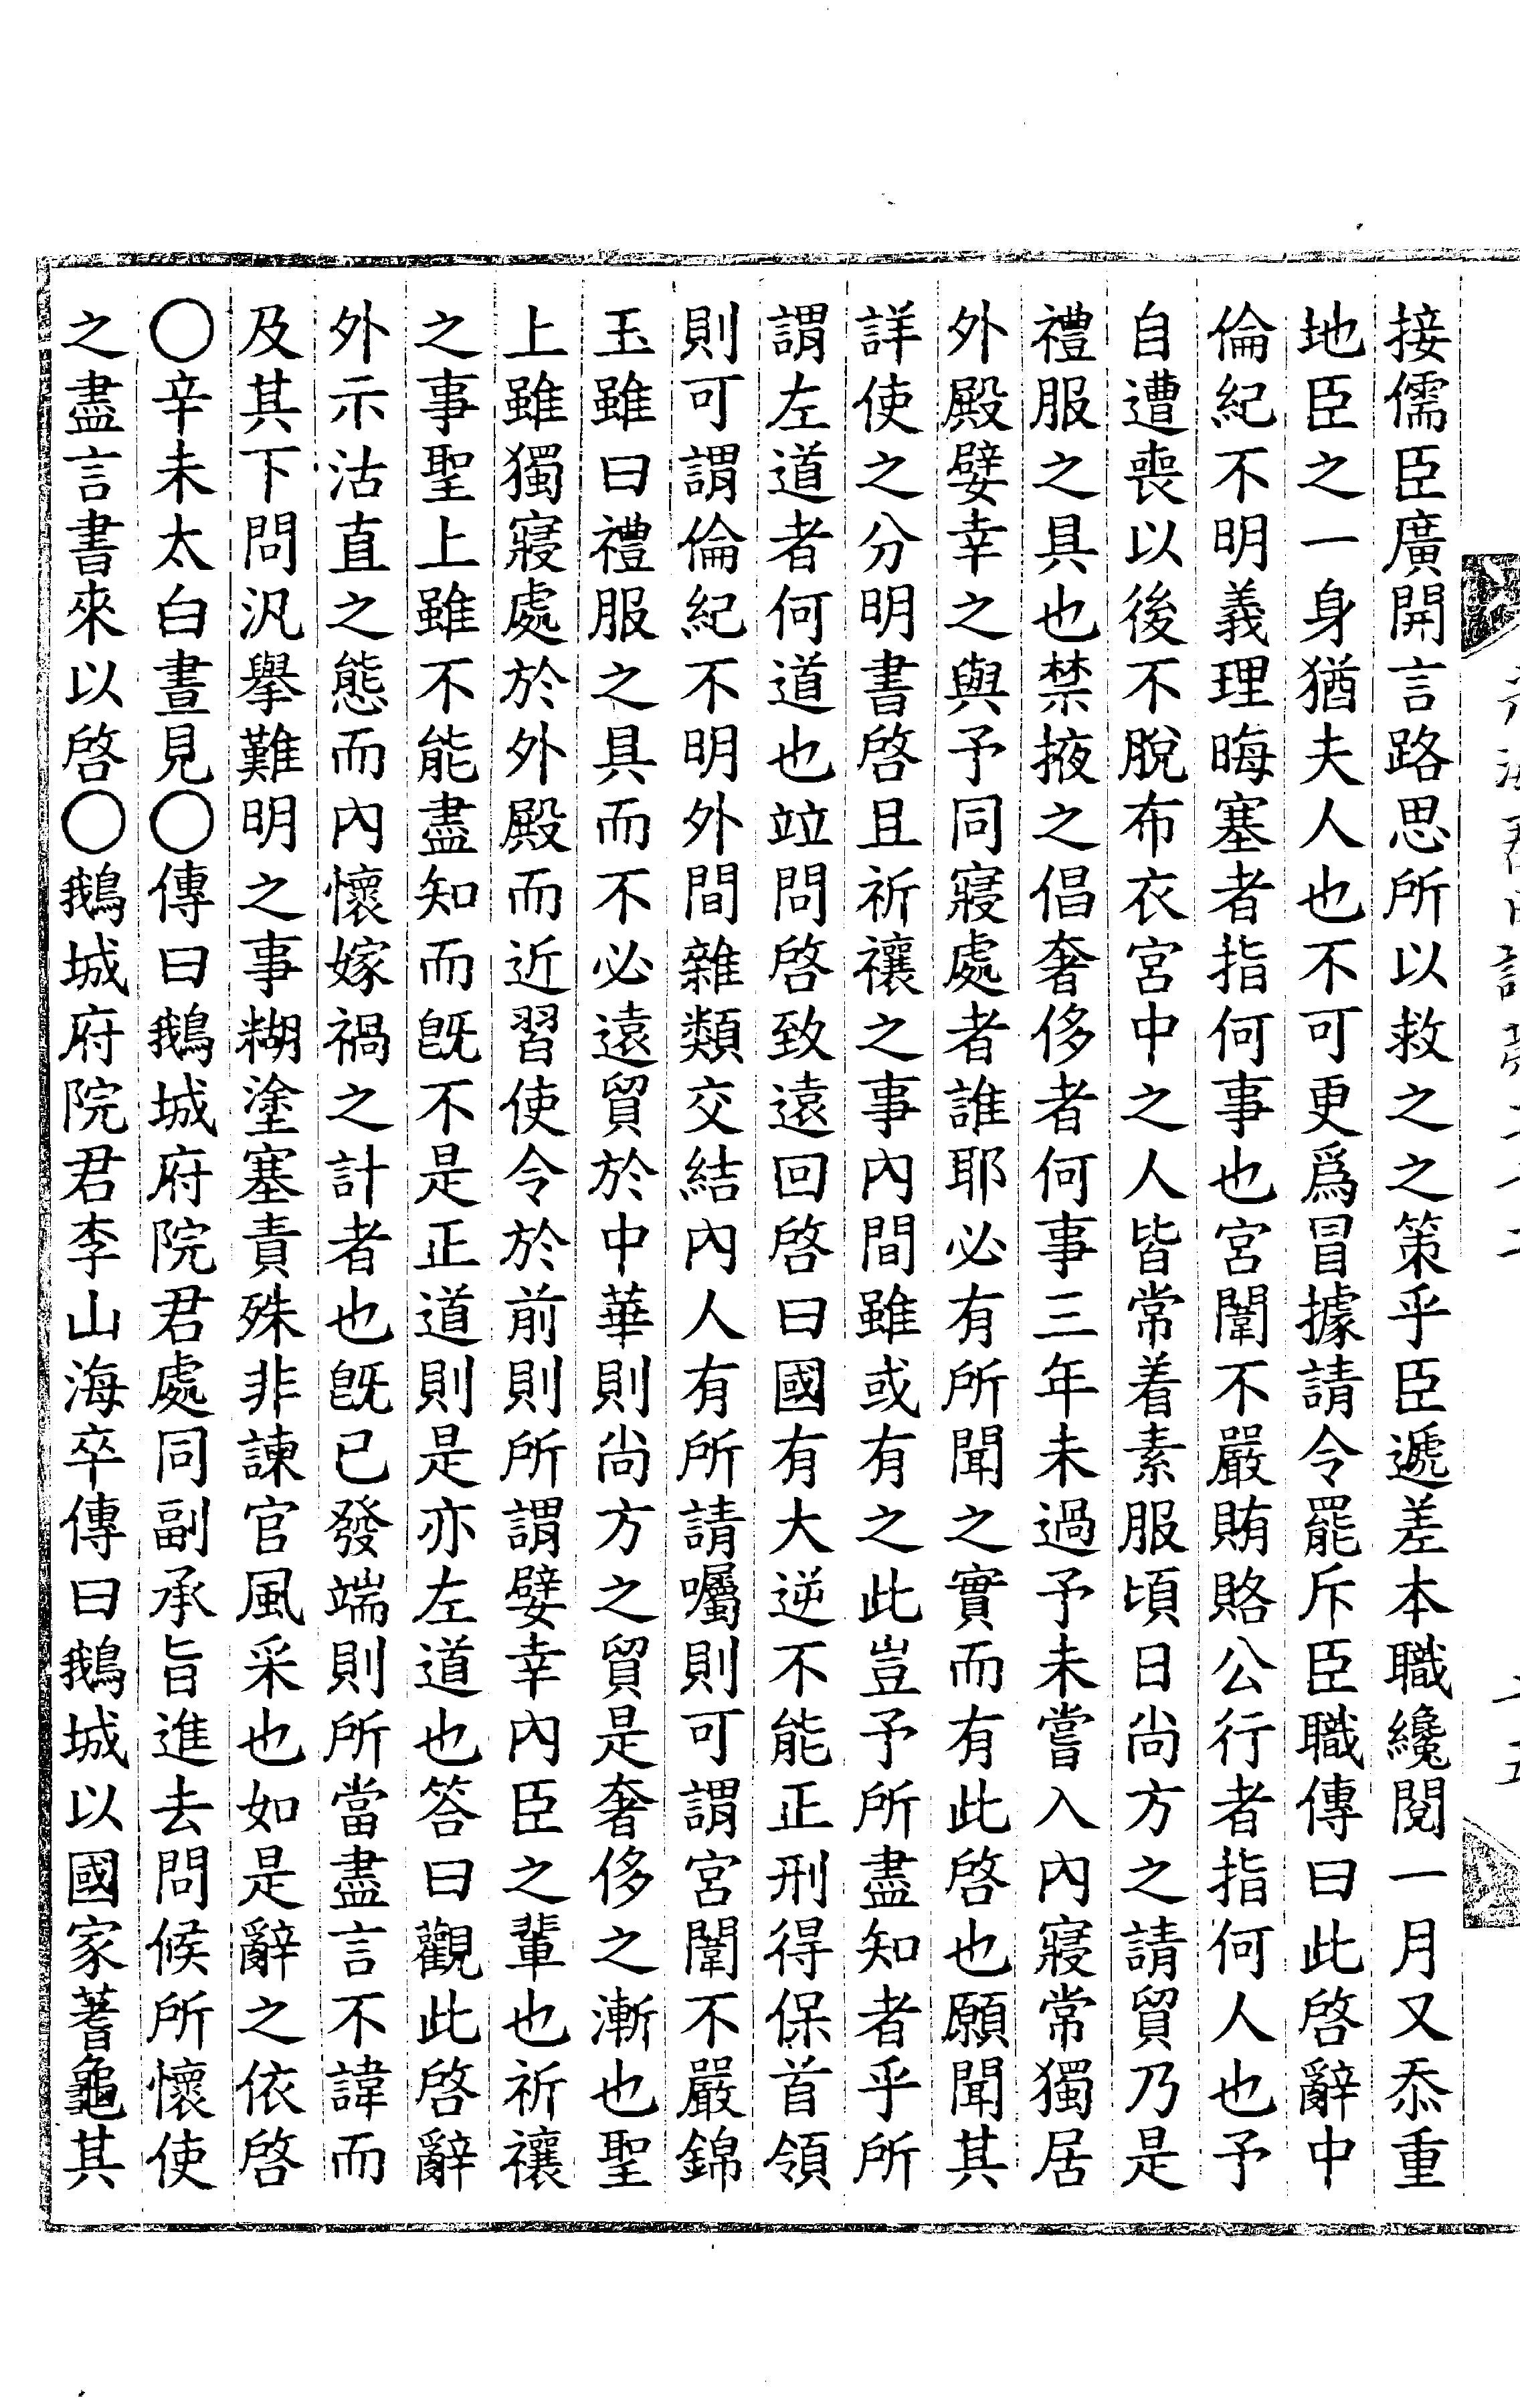 接儒臣廣開言路思所以救之之策乎臣遞差本職纔閱一月又忝重
地臣之一身猶夫人也不可更爲冒據請令罷斥臣職傳曰此啓辭中
倫紀不明義理晦塞者指何事也宮闈不嚴賄賂公行者指何人也予
自遭喪以後不脫布衣宮中之人皆常着素服頃日尙方之請貿乃是
禮服之具也禁掖之倡奢侈者何事三年未過予未嘗入內寢常獨居
外殿嬖幸之與予同寢處者誰耶必有所聞之實而有此啓也願聞其
詳使之分明書啓且祈禳之事內間雖或有之此豈予所盡知者乎所
謂左道者何道也竝問啓致遠回啓曰國有大逆不能正刑得保首領
則可謂倫紀不明外間雜類交結內人有所請囑則可謂宮闈不嚴錦
玉雖曰禮服之具而不必遠貿於中華則尙方之貿是奢侈之漸也聖
上雖獨寢處於外殿而近習使令於前則所謂嬖幸內臣之輩也祈禳
之事聖上雖不能盡知而旣不是正道則是亦左道也答曰觀此啓辭
外示沽直之態而內懷嫁禍之計者也旣已發端則所當盡言不諱而
及其下問汎擧難明之事糊塗塞責殊非諫官風采也如是辭之依啓
〇辛未太白晝見〇傳曰鵝城府院君處同副承旨進去問候所懷使
之盡言書來以啓〇鵝城府院君李山海卒傳曰鵝城以國家蓍龜其